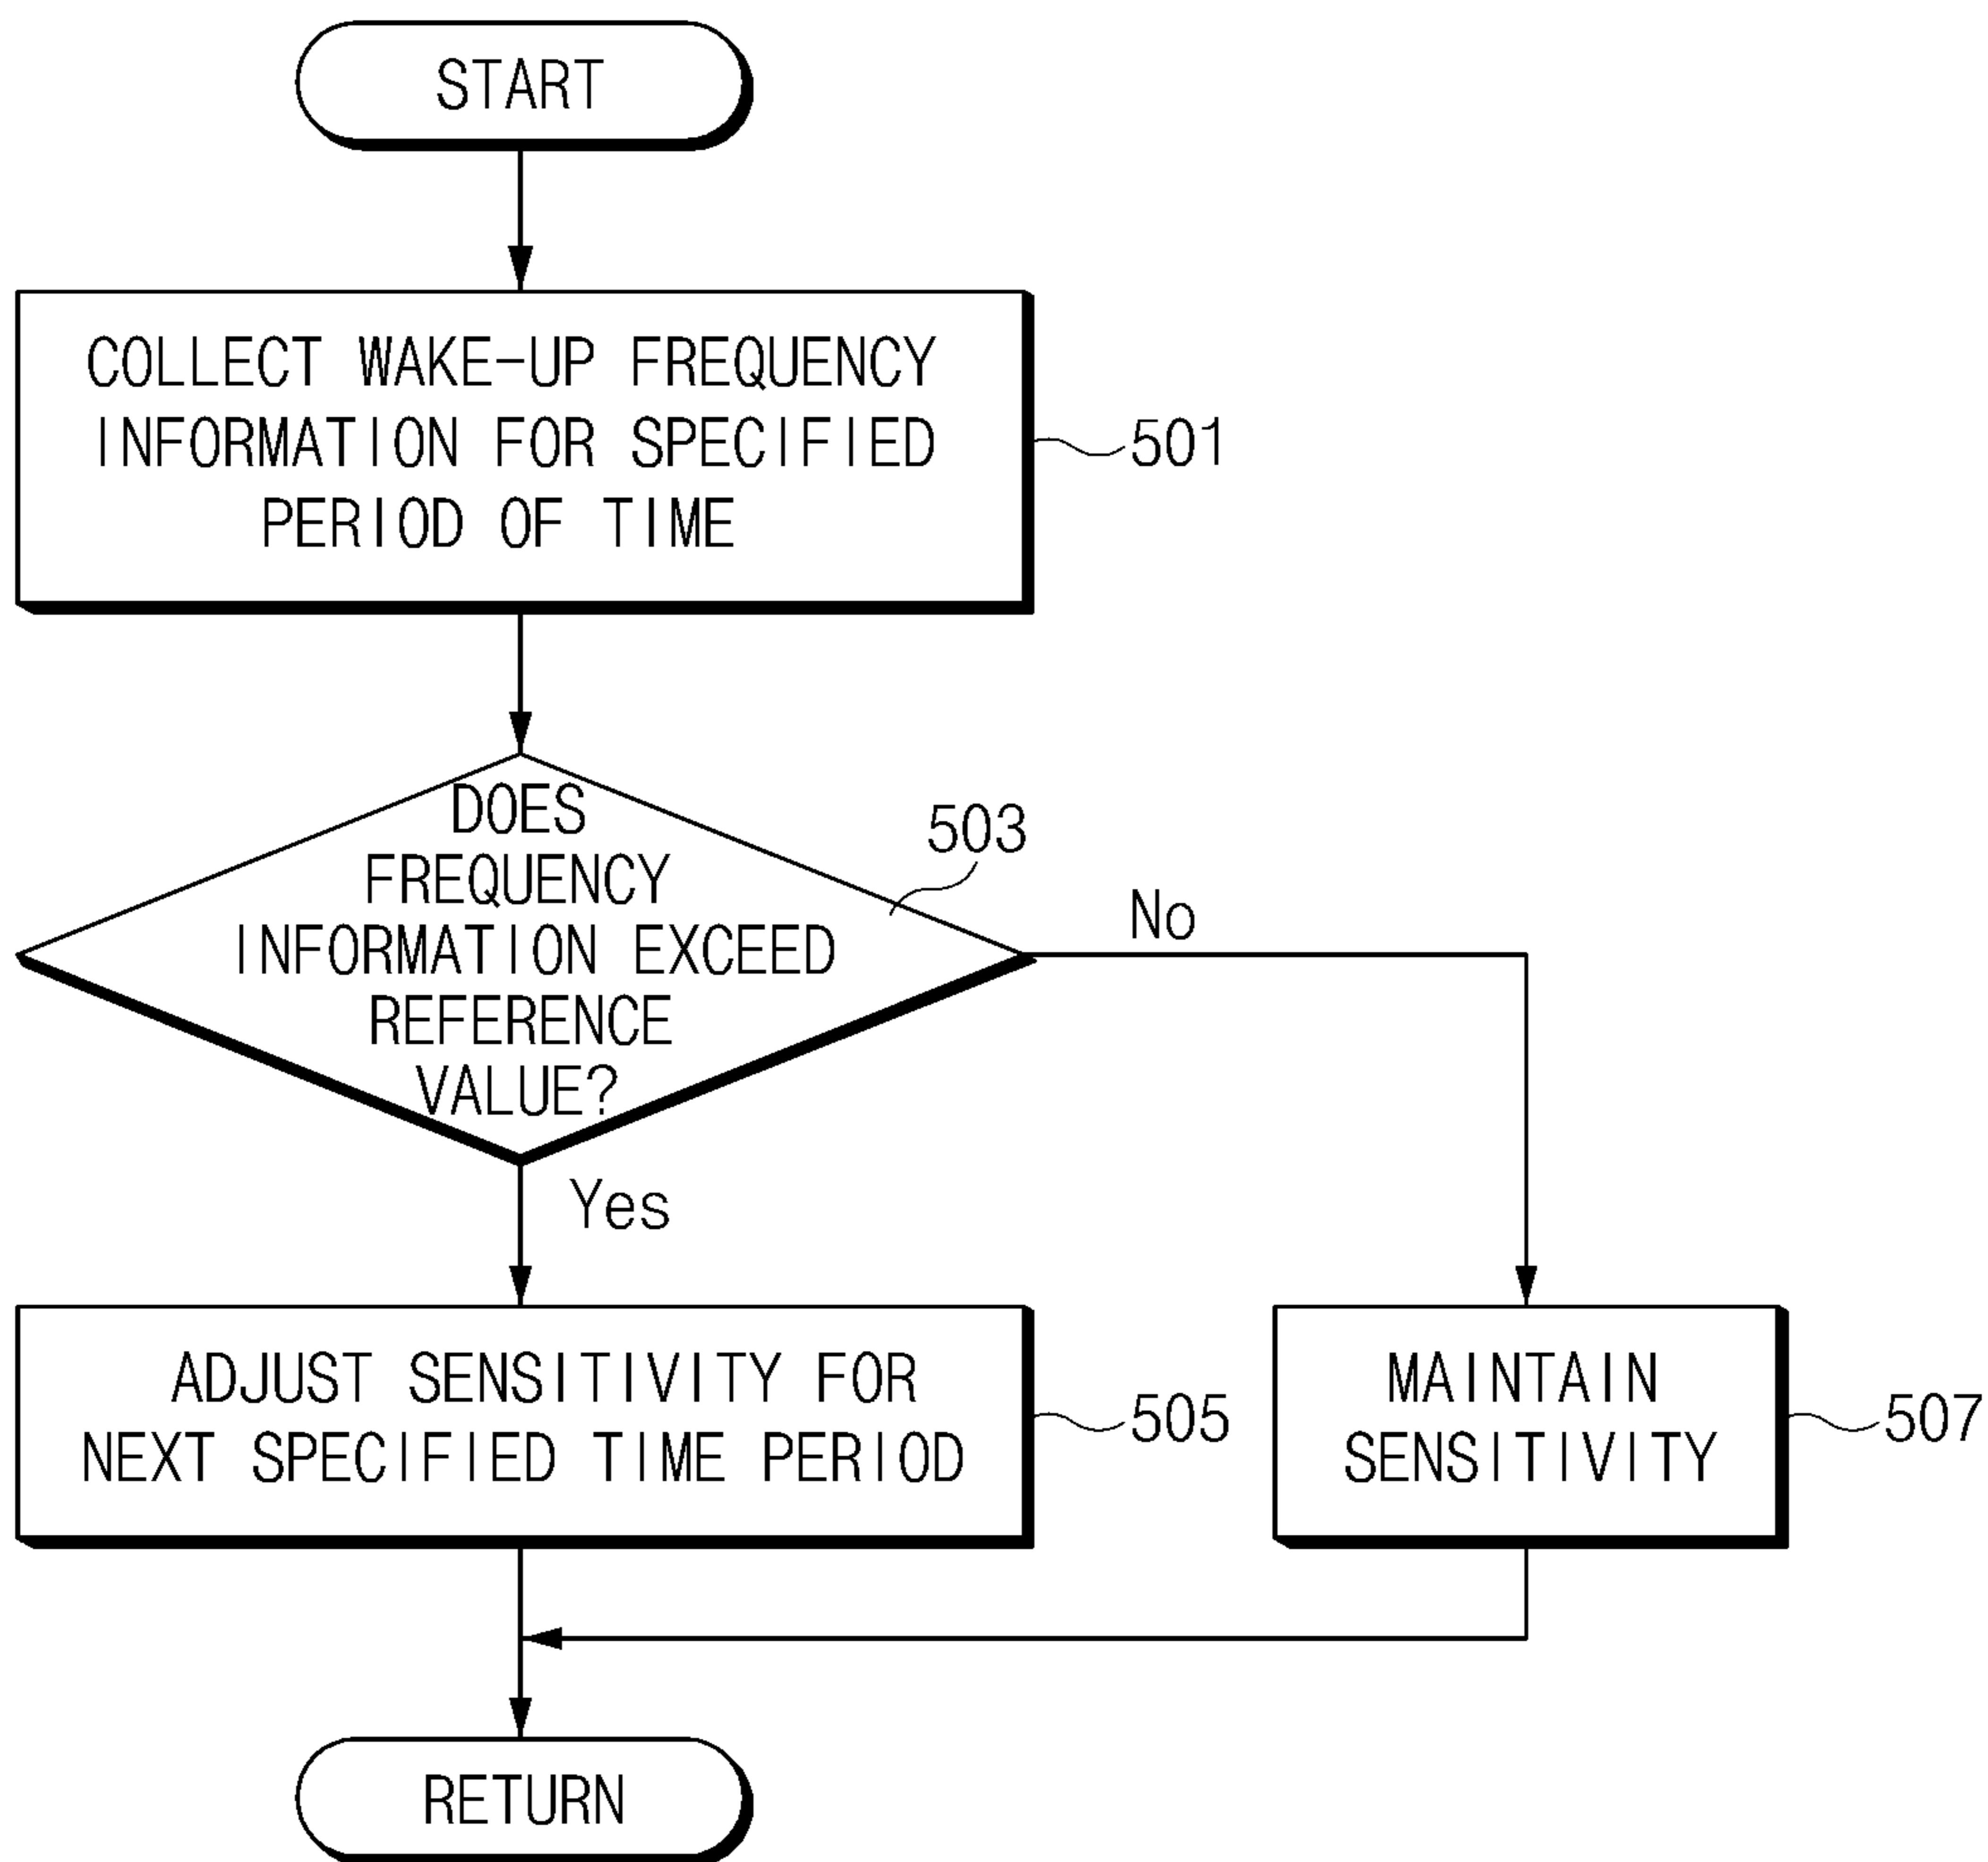 START
COLLECT WAKE-UP FREQUENCY
INFORMATION FOR SPECIFIED
PERIOD OF TIME
501
DOES
FREQUENCY
INFORMATION EXCEED
REFERENCE
VALUE?
503
No
Yes
ADJUST SENSITIVITY FOR
NEXT SPECIFIED TIME PERIOD
505
MAINTAIN
SENSITIVITY
507
RETURN